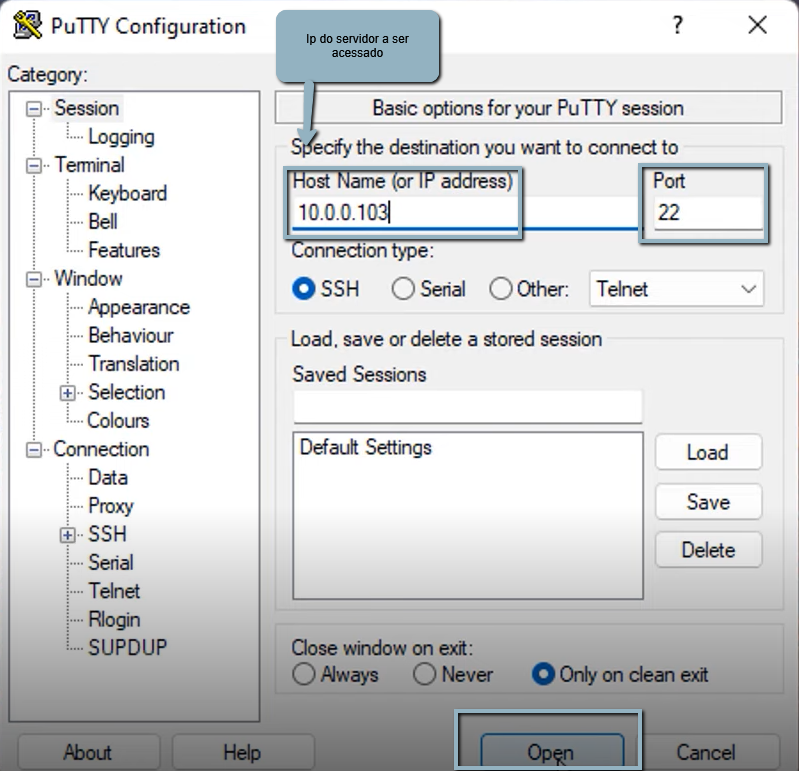 PuTTY Configuration
?
Ip do servidor a ser
acessado
Category:
Session
Logging
Terminal
Keyboard
Bell
Features
Window
Appearance
Behaviour
Translation
Selection
Colours
Connection
Data
Proxy
SSH
Serial
Telnet
Rlogin
SUPDUP
Basic options for your PuTTY session
Specify the destination you want to connect to
Host Name (or IP address) Port
10.0.0.103 22
Connection type:
SSH Serial Other: Telnet
Load, save or delete a stored session
Saved Sessions
Default Settings
Load
Save
Delete
Close window on exit:
Always Never Only on clean exit
About Help Open Cancel